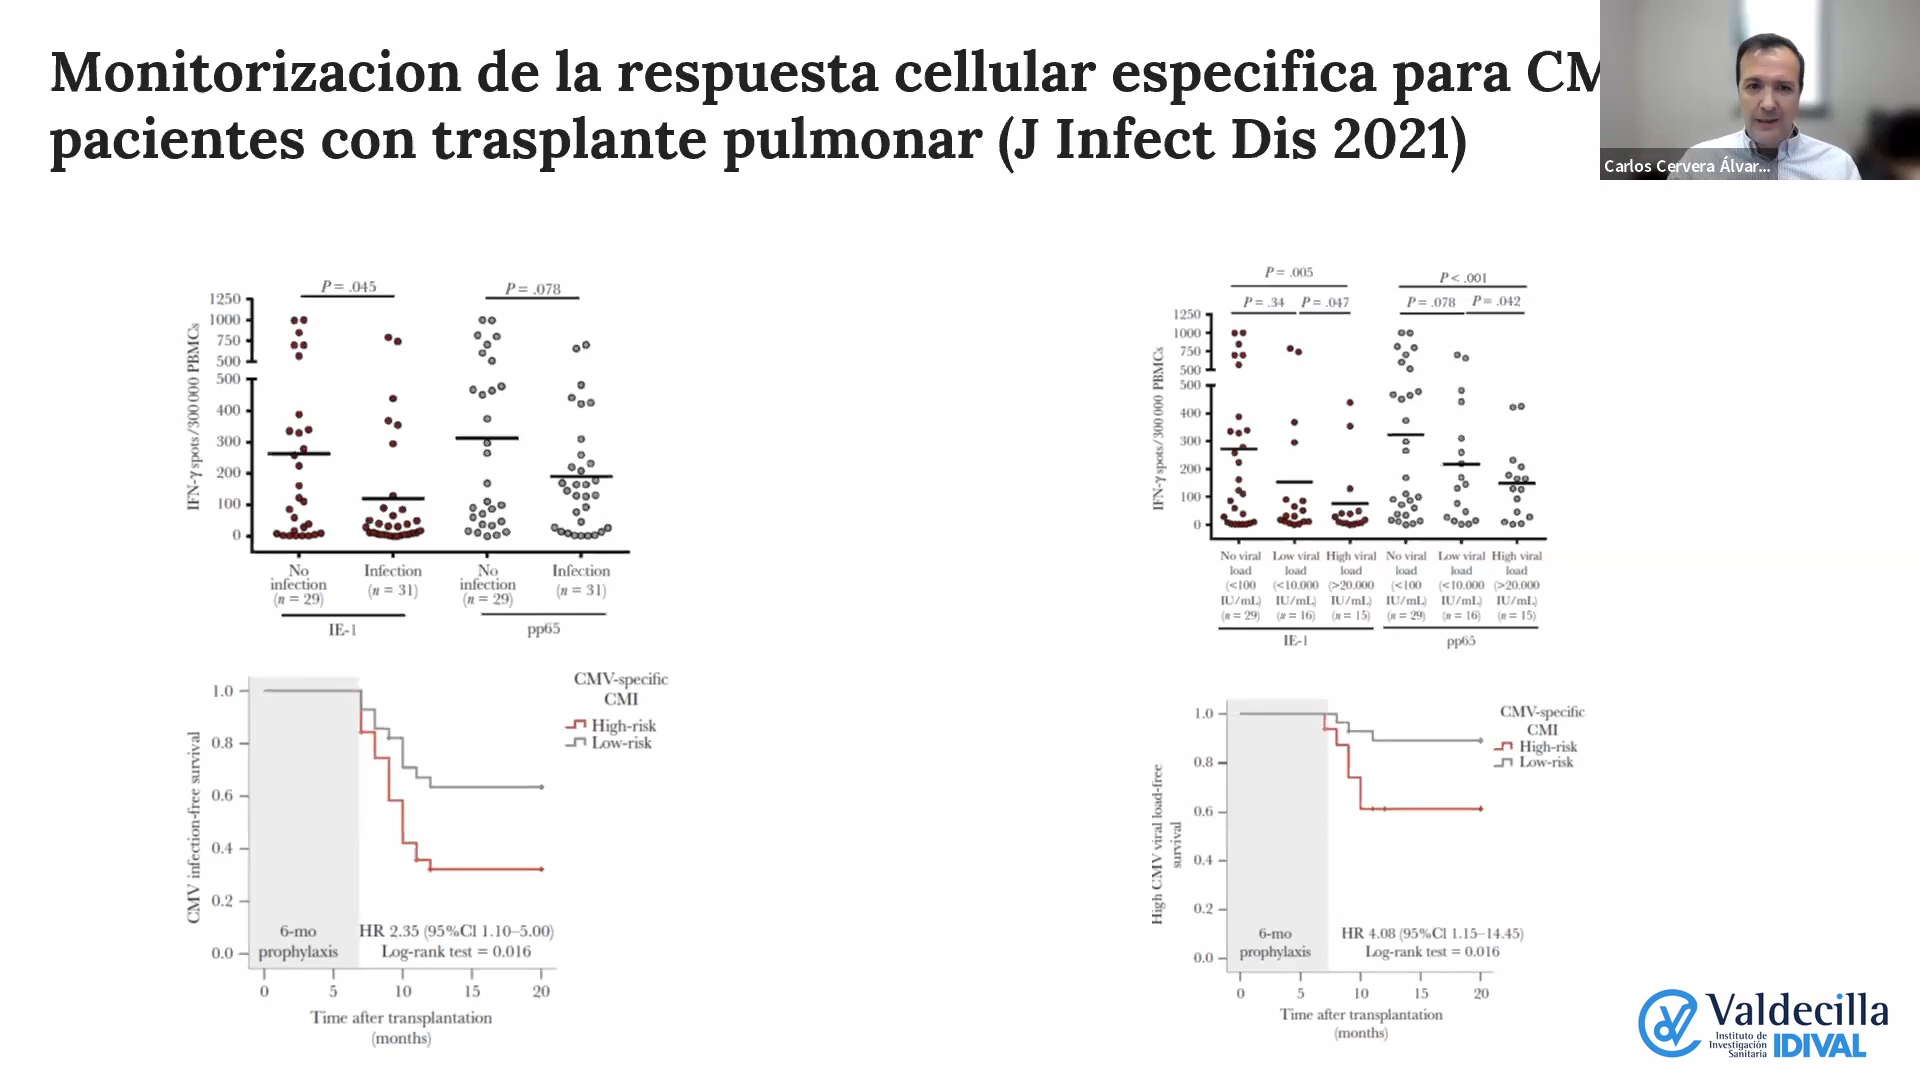 Monitorizacion de la respuesta cellular especifica para CM
pacientes con trasplante pulmonar (J Infect Dis 2021)
Carlos Cervera Álvar...
P = .045
P = .078
1250
1000
750
500
500
400
300
200
100
0
IFN-γ spots/300 000 PBMCs
No infection (n = 29)
Infection (n = 31)
No infection (n = 29)
Infection (n = 31)
IE-1
pp65
P = .005
P < .001
P = .34
P = .047
P = .078
P = .042
1250
1000
750
500
500
400
300
200
100
0
IFN-γ spots/300 000 PBMCs
No viral load (<100 IU/mL) (n = 29)
Low viral load (<10.000 IU/mL) (n = 16)
High viral load (>20.000 IU/mL) (n = 15)
No viral load (<100 IU/mL) (n = 29)
Low viral load (<10.000 IU/mL) (n = 16)
High viral load (>20.000 IU/mL) (n = 15)
IE-1
pp65
CMV-specific
CMI
High-risk
Low-risk
1.0
0.8
0.6
0.4
0.2
0.0
CMV infection-free survival
6-mo
prophylaxis
HR 2.35 (95%CI 1.10–5.00)
Log-rank test = 0.016
0 5 10 15 20
Time after transplantation
(months)
CMV-specific
CMI
High-risk
Low-risk
1.0
0.8
0.6
0.4
0.2
0.0
High CMV viral load-free
survival
6-mo
prophylaxis
HR 4.08 (95%CI 1.15–14.45)
Log-rank test = 0.016
0 5 10 15 20
Time after transplantation
(months)
Valdecilla
Instituto de
Investigación
Sanitaria
IDIVAL